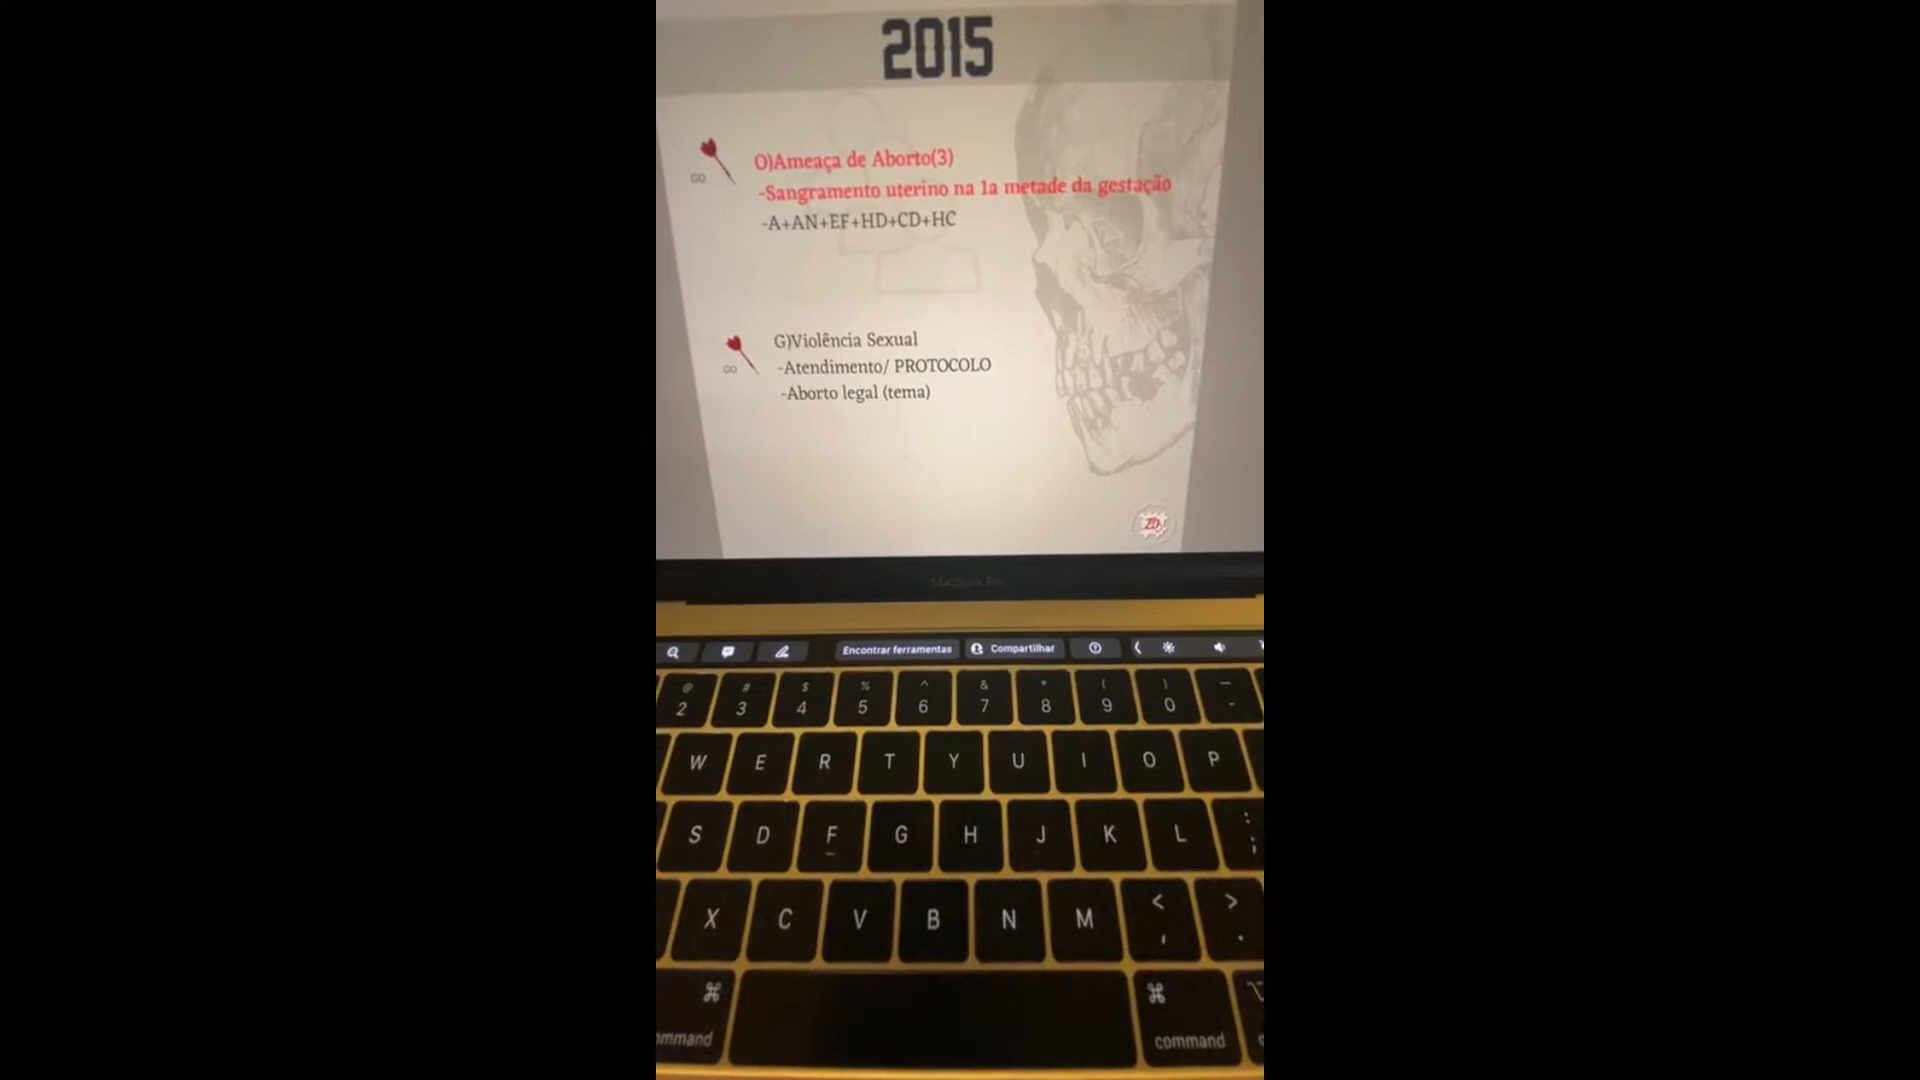 2015
GO
O)Ameaça de Aborto(3)
-Sangramento uterino na 1a metade da gestação
-A+AN+EF+HD+CD+HC
GO
G)Violência Sexual
-Atendimento/ PROTOCOLO
-Aborto legal (tema)
MacBook Pro
Encontrar ferramentas Compartilhar
@ # $ % ^ & * ( ) —
2 3 4 5 6 7 8 9 0 -
W E R T Y U I O P
: 
S D F G H J K L ;
< >
X C V B N M , .
⌘ ⌘
command